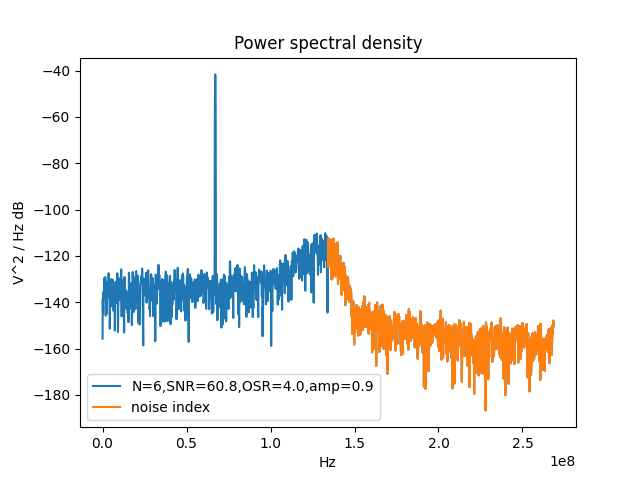 Power spectral density
V^2 / Hz dB
−40
−60
−80
−100
−120
−140
−160
−180
N=6,SNR=60.8,OSR=4.0,amp=0.9
noise index
0.0 0.5 1.0 1.5 2.0 2.5
1e8
Hz